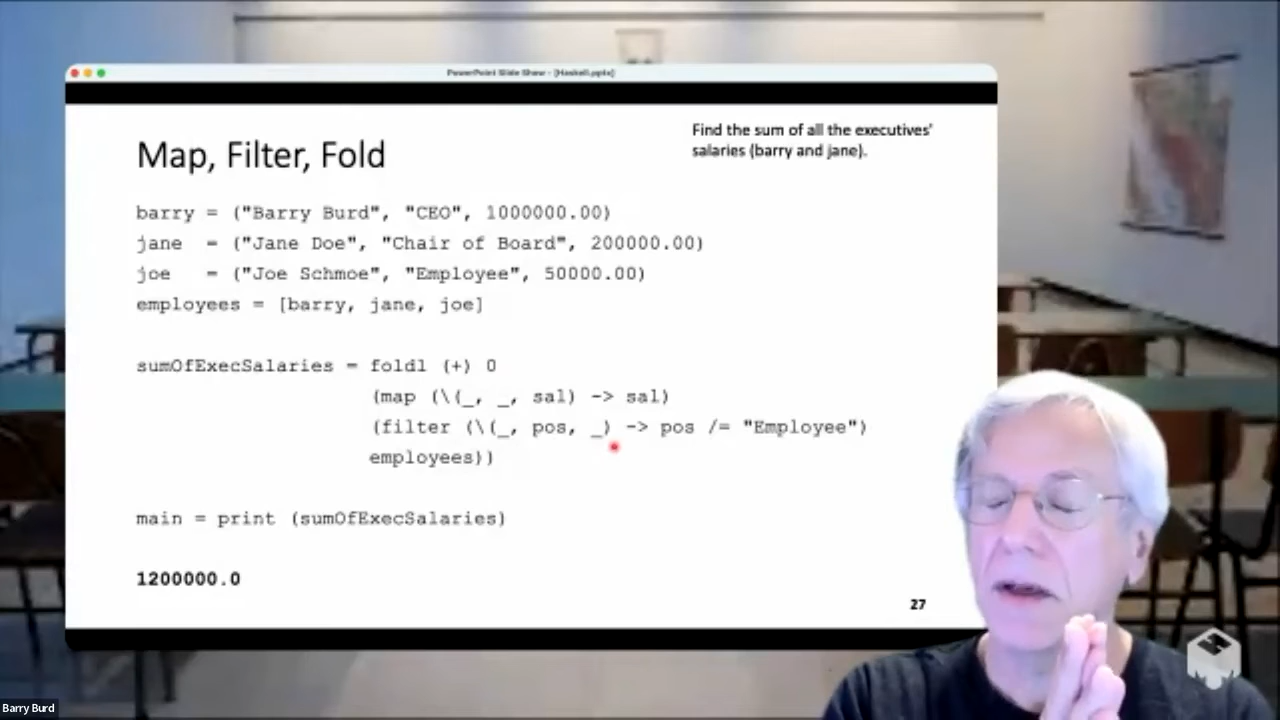 PowerPoint Slide Show - [Haskell.pptx]
Find the sum of all the executives'
salaries (barry and jane).
Map, Filter, Fold
barry = ("Barry Burd", "CEO", 1000000.00)
jane  = ("Jane Doe", "Chair of Board", 200000.00)
joe   = ("Joe Schmoe", "Employee", 50000.00)
employees = [barry, jane, joe]
sumOfExecSalaries = foldl (+) 0
(map (\(_, _, sal) -> sal)
(filter (\(_, pos, _) -> pos /= "Employee")
employees))
main = print (sumOfExecSalaries)
1200000.0
27
Barry Burd